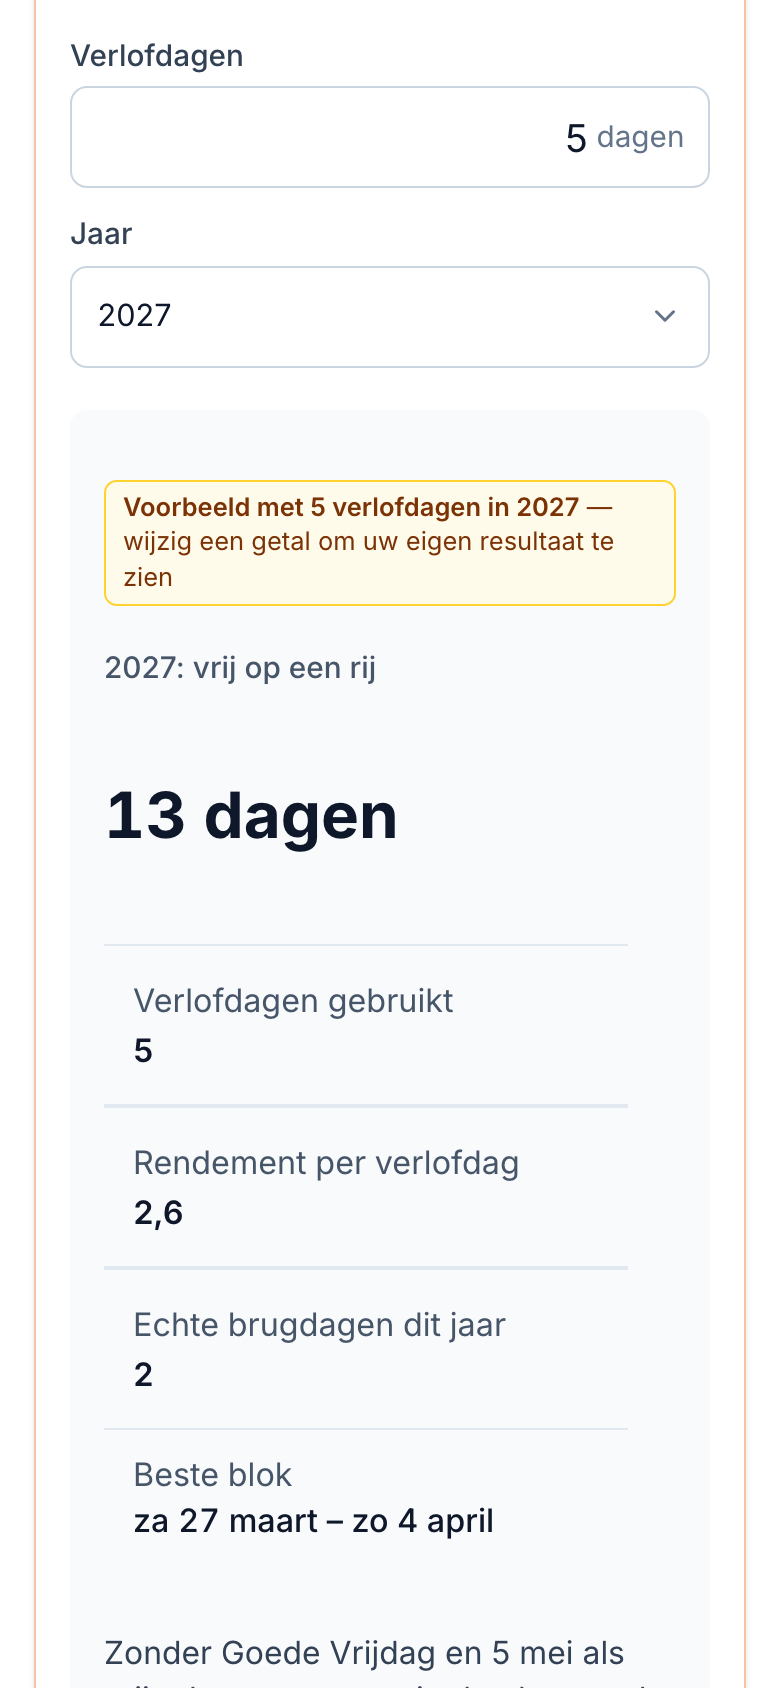 Verlofdagen
5 dagen
Jaar
2027
Voorbeeld met 5 verlofdagen in 2027 —
wijzig een getal om uw eigen resultaat te
zien
2027: vrij op een rij
13 dagen
Verlofdagen gebruikt
5
Rendement per verlofdag
2,6
Echte brugdagen dit jaar
2
Beste blok
za 27 maart – zo 4 april
Zonder Goede Vrijdag en 5 mei als